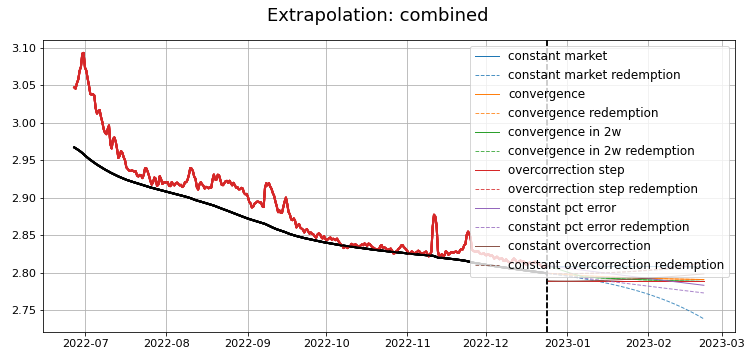 Extrapolation: combined
3.10
3.05
3.00
2.95
2.90
2.85
2.80
2.75
constant market
constant market redemption
convergence
convergence redemption
convergence in 2w
convergence in 2w redemption
overcorrection step
overcorrection step redemption
constant pct error
constant pct error redemption
constant overcorrection
constant overcorrection redemption
2022-07 2022-08 2022-09 2022-10 2022-11 2022-12 2023-01 2023-02 2023-03